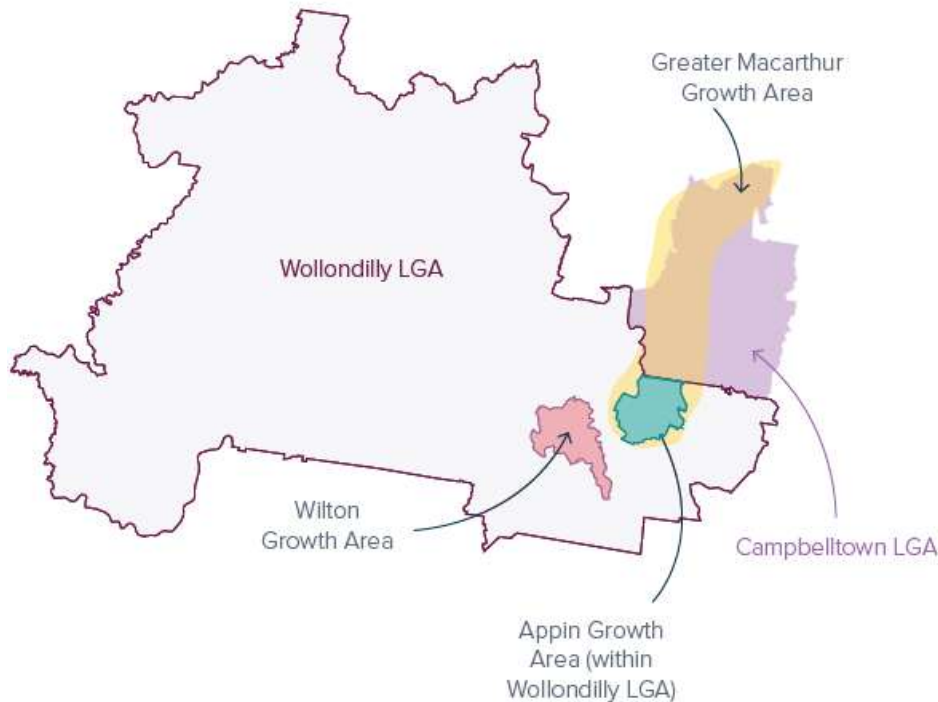 Greater Macarthur
Growth Area
Wollondilly LGA
Wilton
Growth Area
Campbelltown LGA
Appin Growth
Area (within
Wollondilly LGA)